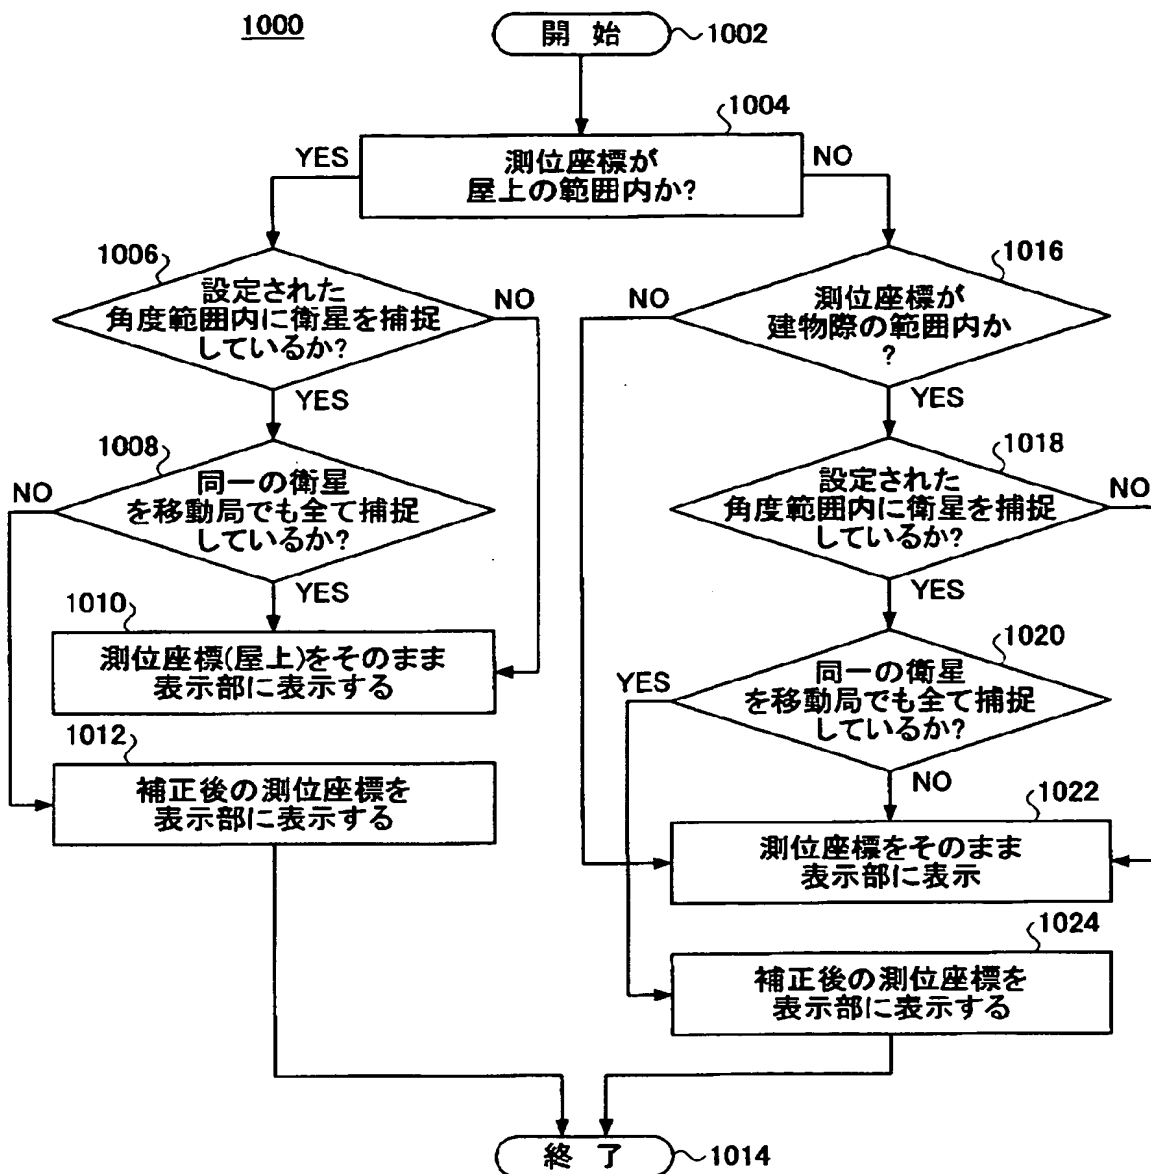 1000
開 始
1002
1004
測位座標が
屋上の範囲内か?
YES
NO
1006
設定された
角度範囲内に衛星を捕捉
しているか?
NO
YES
1008
同一の衛星
を移動局でも全て捕捉
しているか?
NO
YES
1010
測位座標(屋上)をそのまま
表示部に表示する
1012
補正後の測位座標を
表示部に表示する
1016
測位座標が
建物際の範囲内か
?
NO
YES
1018
設定された
角度範囲内に衛星を捕捉
しているか?
NO
YES
1020
同一の衛星
を移動局でも全て捕捉
しているか?
YES
NO
1022
測位座標をそのまま
表示部に表示
1024
補正後の測位座標を
表示部に表示する
終 了
1014